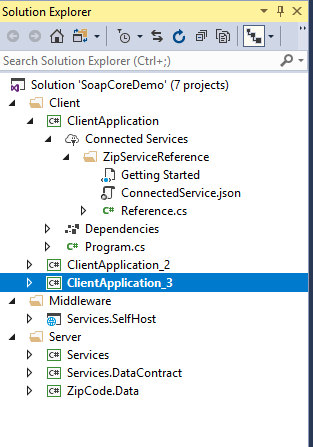 Solution Explorer
Search Solution Explorer (Ctrl+;)
Solution 'SoapCoreDemo' (7 projects)
Client
C# ClientApplication
Connected Services
ZipServiceReference
Getting Started
ConnectedService.json
C# Reference.cs
Dependencies
C# Program.cs
C# ClientApplication_2
C# ClientApplication_3
Middleware
Services.SelfHost
Server
C# Services
C# Services.DataContract
C# ZipCode.Data